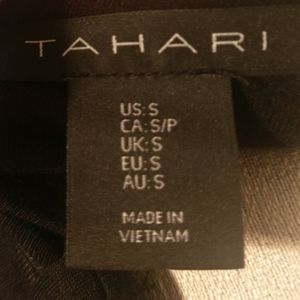 TAHARI
US: S
CA: S/P
UK: S
EU: S
AU: S
MADE IN
VIETNAM